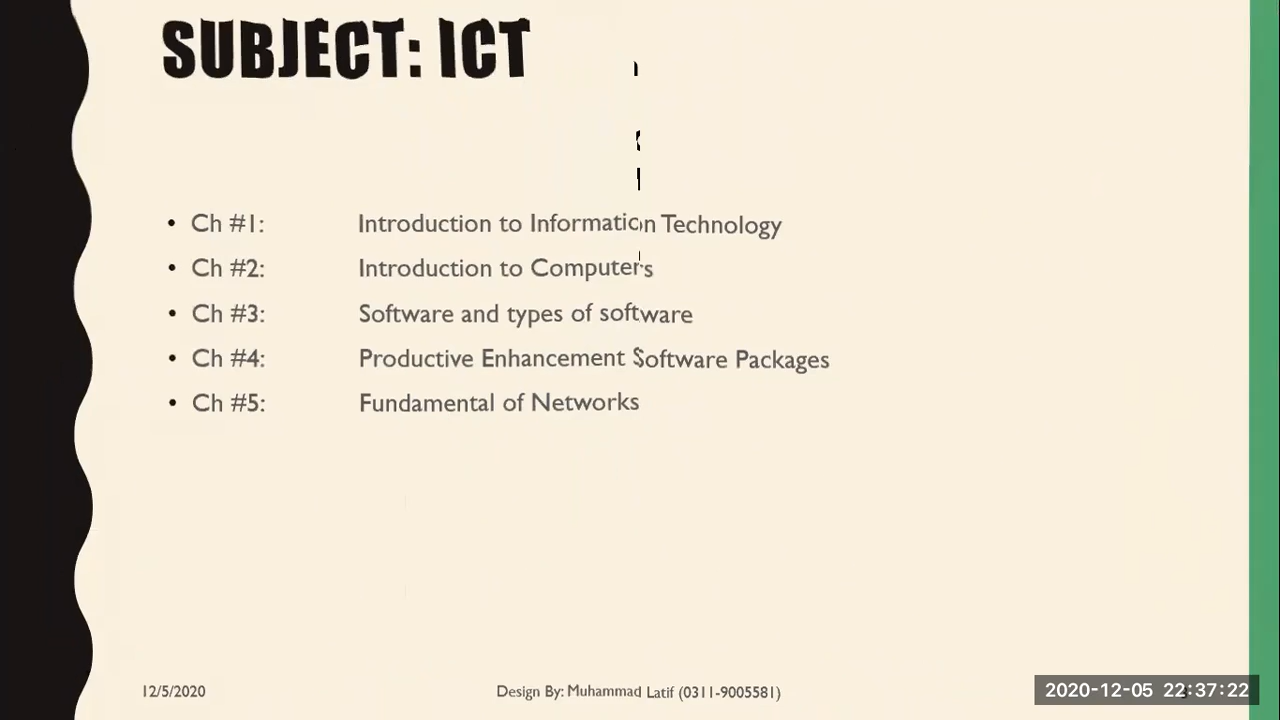 SUBJECT: ICT
• Ch #1: Introduction to Information Technology
• Ch #2: Introduction to Computers
• Ch #3: Software and types of software
• Ch #4: Productive Enhancement Software Packages
• Ch #5: Fundamental of Networks
12/5/2020 Design By: Muhammad Latif (0311-9005581) 2020-12-05 22:37:22